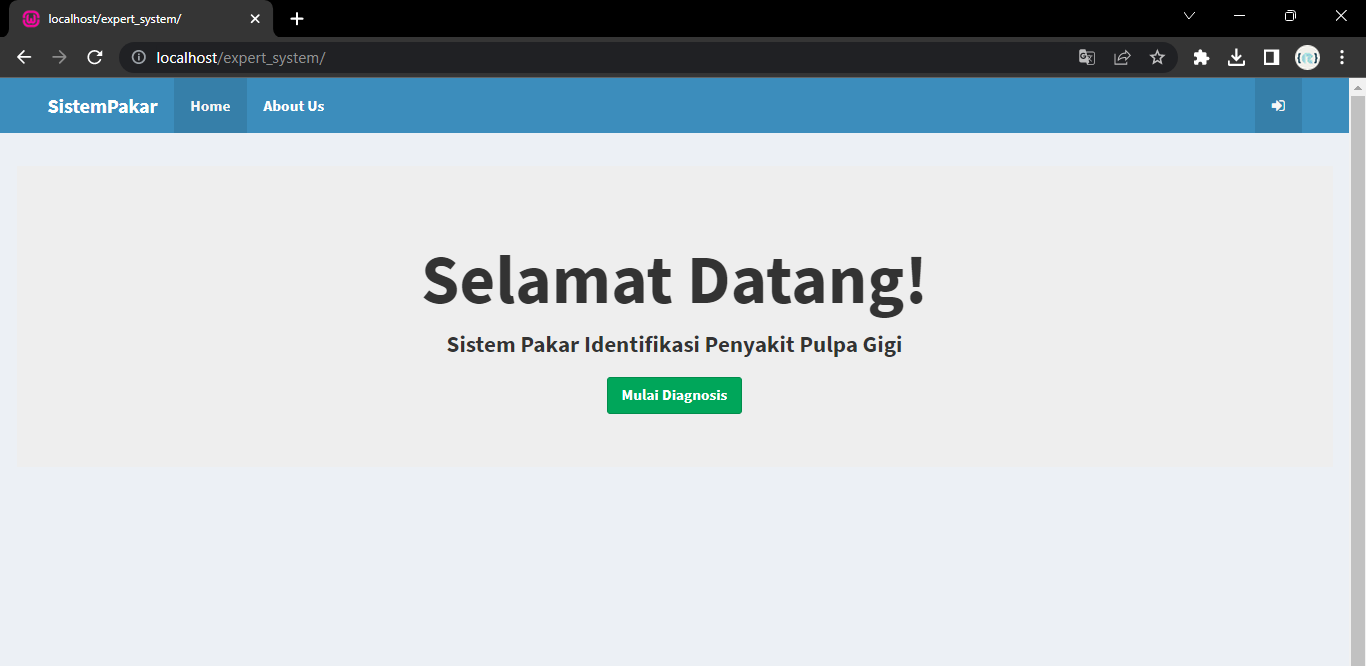 localhost/expert_system/
localhost/expert_system/
SistemPakar Home About Us
Selamat Datang!
Sistem Pakar Identifikasi Penyakit Pulpa Gigi
Mulai Diagnosis